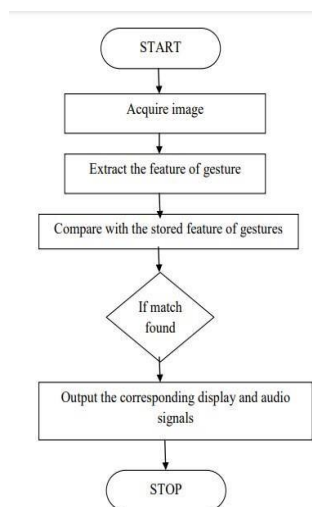 START
Acquire image
Extract the feature of gesture
Compare with the stored feature of gestures
If match
found
Output the corresponding display and audio
signals
STOP